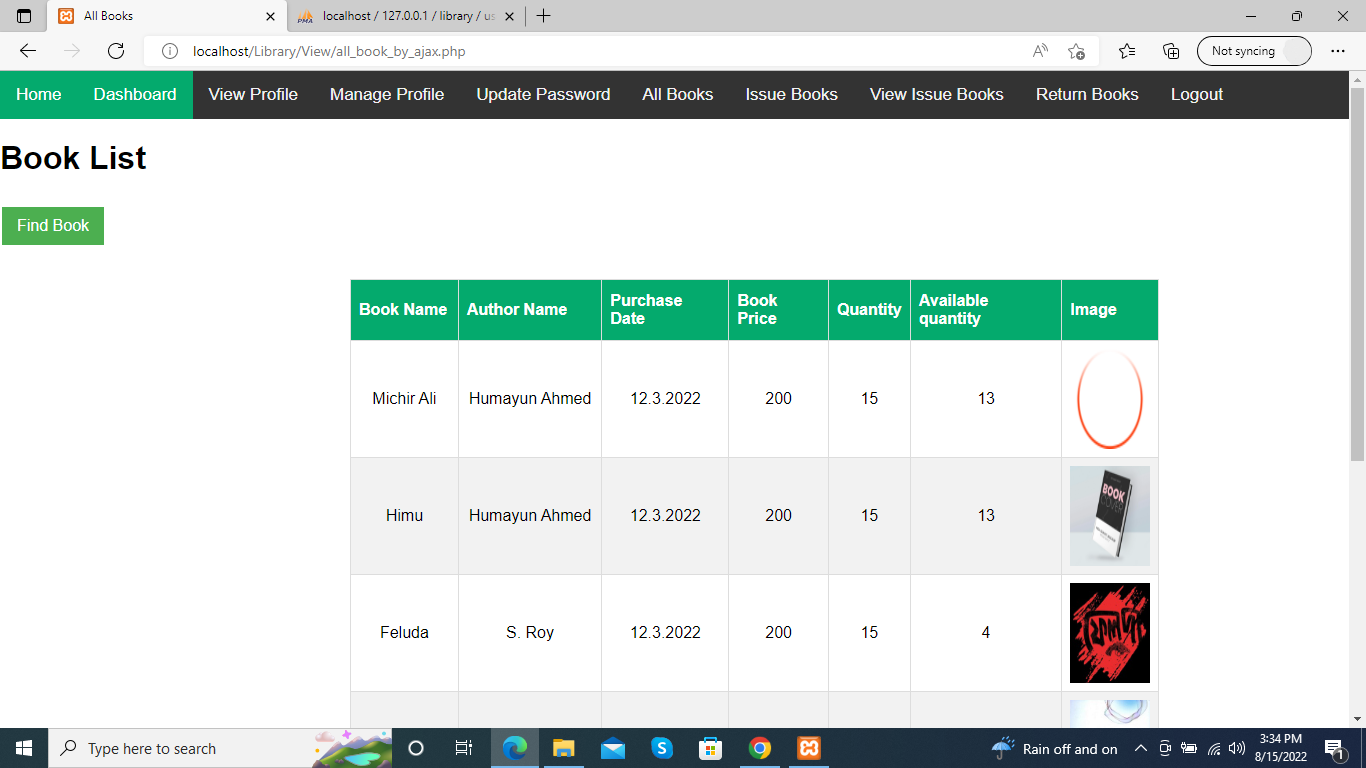 All Books
localhost / 127.0.0.1 / library / us
localhost/Library/View/all_book_by_ajax.php
Not syncing
Home Dashboard View Profile Manage Profile Update Password All Books Issue Books View Issue Books Return Books Logout
Book List
Find Book
Book Name Author Name Purchase Date Book Price Quantity Available quantity Image
Michir Ali Humayun Ahmed 12.3.2022 200 15 13
Himu Humayun Ahmed 12.3.2022 200 15 13
BOOK
Feluda S. Roy 12.3.2022 200 15 4
Type here to search
Rain off and on
3:34 PM
8/15/2022
1